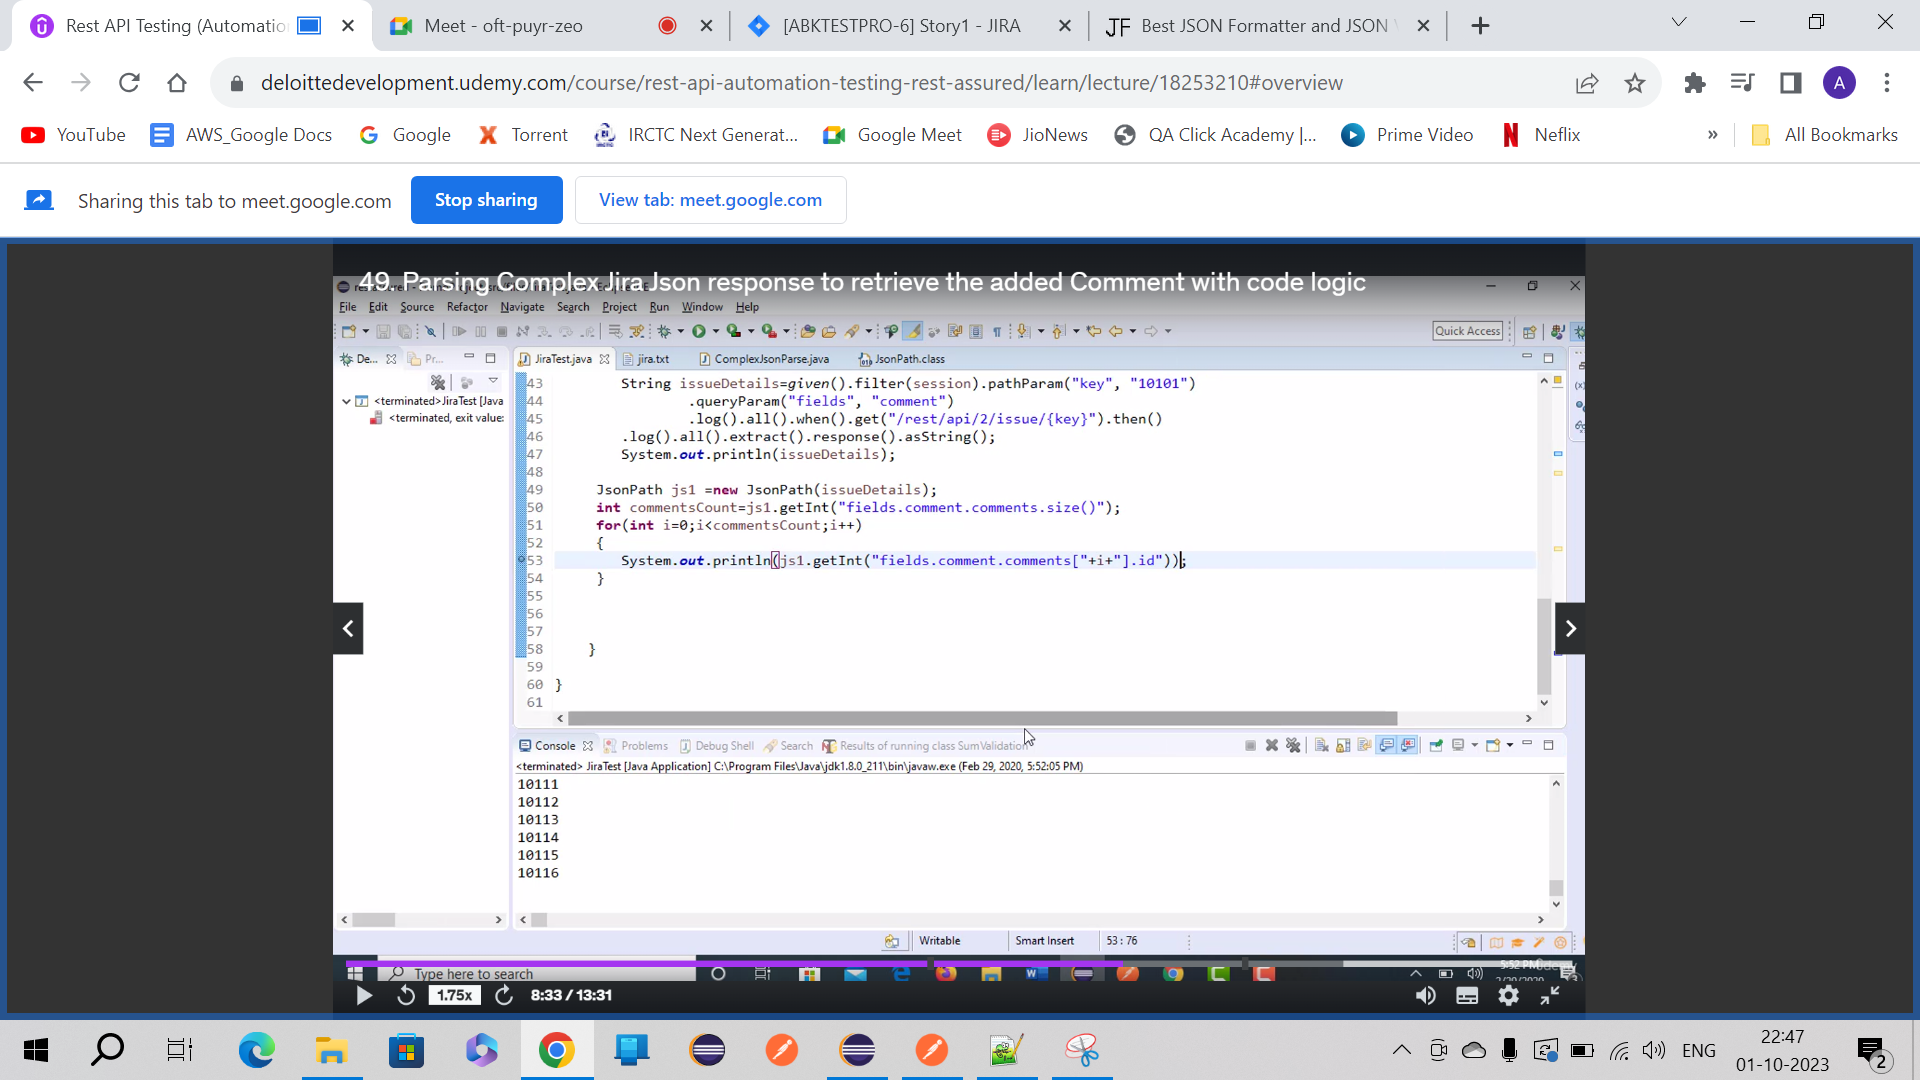 Rest API Testing (Automatio
Meet - oft-puyr-zeo
[ABKTESTPRO-6] Story1 - JIRA
JF Best JSON Formatter and JSON
deloittedevelopment.udemy.com/course/rest-api-automation-testing-rest-assured/learn/lecture/18253210#overview
A
YouTube AWS_Google Docs Google Torrent IRCTC Next Generat... Google Meet JioNews QA Click Academy |... Prime Video Neflix » All Bookmarks
Sharing this tab to meet.google.com Stop sharing View tab: meet.google.com
49. Parsing Complex Jira Json response to retrieve the added Comment with code logic
File Edit Source Refactor Navigate Search Project Run Window Help
Quick Access
De... Pr... JiraTest.java jira.txt ComplexJsonParse.java JsonPath.class
<terminated>JiraTest [Java
<terminated, exit value:
43 String issueDetails=given().filter(session).pathParam("key", "10101")
44 .queryParam("fields", "comment")
45 .log().all().when().get("/rest/api/2/issue/{key}").then()
46 .log().all().extract().response().asString();
47 System.out.println(issueDetails);
48
49 JsonPath js1 =new JsonPath(issueDetails);
50 int commentsCount=js1.getInt("fields.comment.comments.size()");
51 for(int i=0;i<commentsCount;i++)
52 {
53 System.out.println(js1.getInt("fields.comment.comments["+i+"].id"));
54 }
55
56
57
58 }
59
60 }
61
Console Problems Debug Shell Search Results of running class SumValidation
<terminated> JiraTest [Java Application] C:\Program Files\Java\jdk1.8.0_211\bin\javaw.exe (Feb 29, 2020, 5:52:05 PM)
10111
10112
10113
10114
10115
10116
Writable Smart Insert 53 : 76
Type here to search
5:52 PM
udemy
1.75x 8:33 / 13:31
ENG
22:47
01-10-2023
2